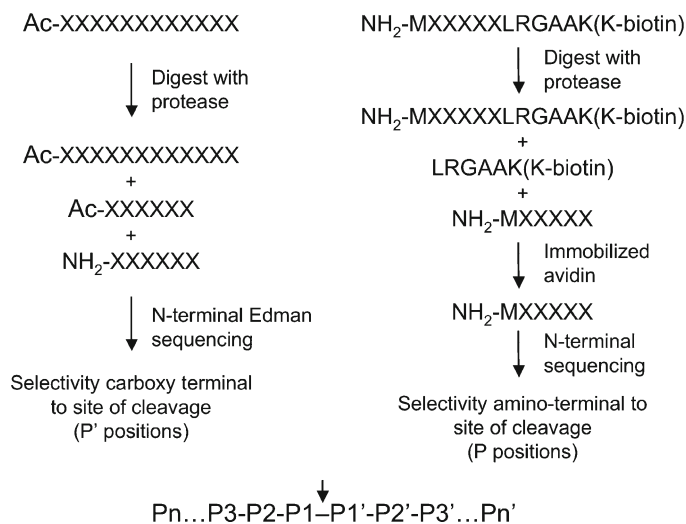 Ac-XXXXXXXXXXXXX
Digest with
protease
Ac-XXXXXXXXXXXXX
+
Ac-XXXXXX
+
NH2-XXXXXX
N-terminal Edman
sequencing
Selectivity carboxy terminal
to site of cleavage
(P' positions)
NH2-MXXXXXLRGAAK(K-biotin)
Digest with
protease
NH2-MXXXXXLRGAAK(K-biotin)
+
LRGAAK(K-biotin)
+
NH2-MXXXXX
Immobilized
avidin
NH2-MXXXXX
N-terminal
sequencing
Selectivity amino-terminal to
site of cleavage
(P positions)
Pn...P3-P2-P1–P1'-P2'-P3'...Pn'